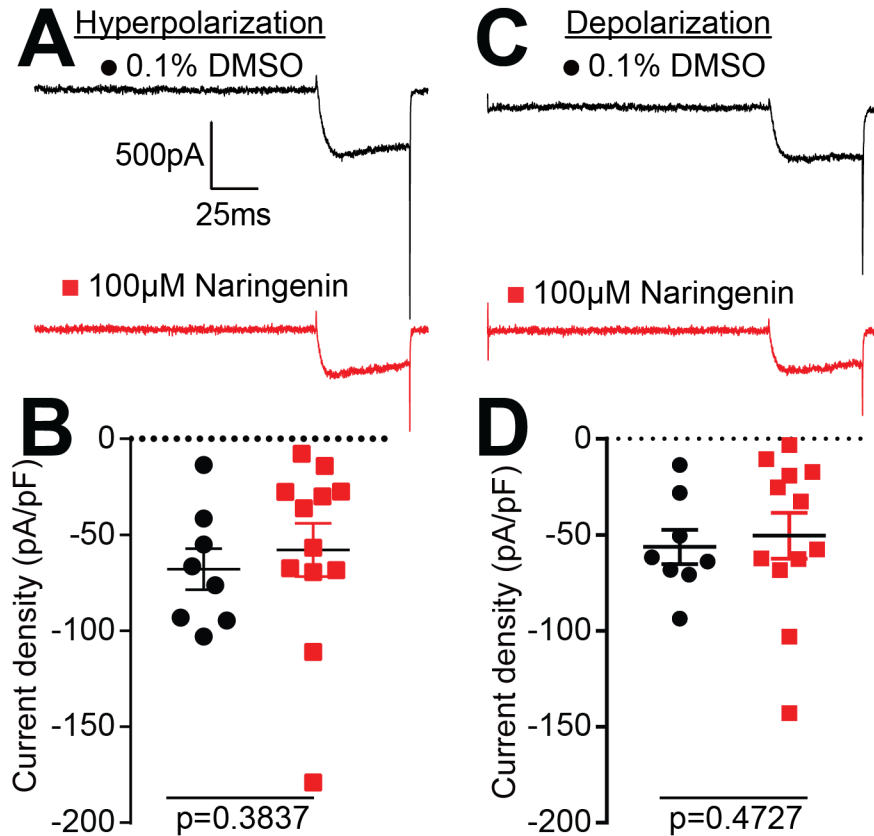 A
Hyperpolarization
0.1% DMSO
500pA
25ms
100µM Naringenin
C
Depolarization
0.1% DMSO
100µM Naringenin
B
Current density (pA/pF)
0
-50
-100
-150
-200
p=0.3837
D
Current density (pA/pF)
0
-50
-100
-150
-200
p=0.4727